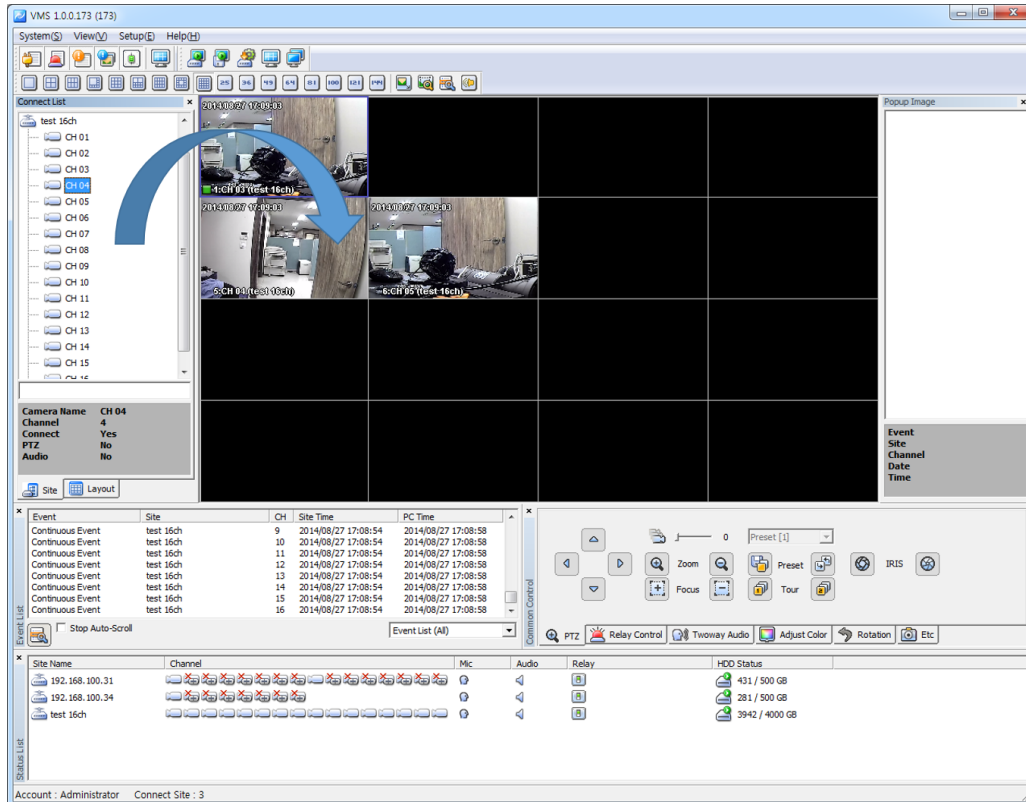 VMS 1.0.0.173 (173)
System(S) View(V) Setup(E) Help(H)
25 36 49 64 81 100 121 144
Connect List
test 16ch
CH 01
CH 02
CH 03
CH 04
CH 05
CH 06
CH 07
CH 08
CH 09
CH 10
CH 11
CH 12
CH 13
CH 14
CH 15
CH 16
Camera Name CH 04
Channel 4
Connect Yes
PTZ No
Audio No
Site Layout
2014/08/27 17:09:03
1:CH 03 (test 16ch)
2014/08/27 17:09:03
5:CH 04 (test 16ch)
2014/08/27 17:09:03
6:CH 05 (test 16ch)
Popup Image
Event
Site
Channel
Date
Time
Event List
Event Site CH Site Time PC Time
Continuous Event test 16ch 9 2014/08/27 17:08:54 2014/08/27 17:08:58
Continuous Event test 16ch 10 2014/08/27 17:08:54 2014/08/27 17:08:58
Continuous Event test 16ch 11 2014/08/27 17:08:54 2014/08/27 17:08:58
Continuous Event test 16ch 12 2014/08/27 17:08:54 2014/08/27 17:08:58
Continuous Event test 16ch 13 2014/08/27 17:08:54 2014/08/27 17:08:58
Continuous Event test 16ch 14 2014/08/27 17:08:54 2014/08/27 17:08:58
Continuous Event test 16ch 15 2014/08/27 17:08:54 2014/08/27 17:08:58
Continuous Event test 16ch 16 2014/08/27 17:08:54 2014/08/27 17:08:58
Stop Auto-Scroll Event List (All)
Common Control
0 Preset [1]
Zoom Preset IRIS
Focus Tour
1 2
PTZ Relay Control Twoway Audio Adjust Color Rotation Etc
Status List
Site Name Channel Mic Audio Relay HDD Status
192.168.100.31 431 / 500 GB
192.168.100.34 281 / 500 GB
test 16ch 3942 / 4000 GB
Account : Administrator Connect Site : 3